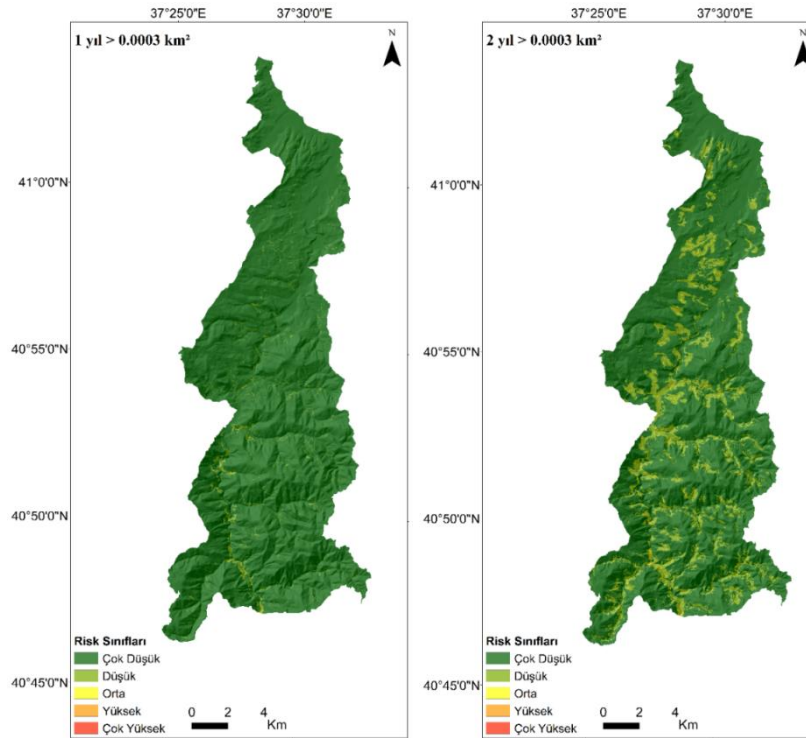 37°25'0"E 37°30'0"E
1 yıl > 0.0003 km²
N
41°0'0"N
40°55'0"N
40°50'0"N
40°45'0"N
Risk Sınıfları
Çok Düşük
Düşük
Orta
Yüksek
Çok Yüksek
0 2 4
Km
37°25'0"E 37°30'0"E
2 yıl > 0.0003 km²
N
41°0'0"N
40°55'0"N
40°50'0"N
40°45'0"N
Risk Sınıfları
Çok Düşük
Düşük
Orta
Yüksek
Çok Yüksek
0 2 4
Km